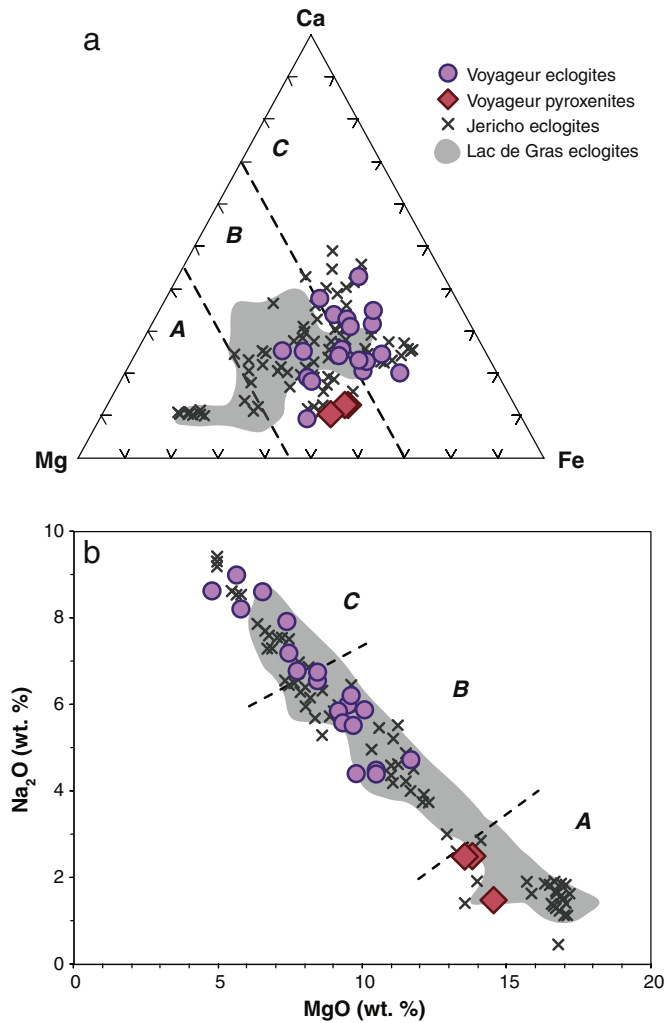 a
Ca
Voyageur eclogites
Voyageur pyroxenites
Jericho eclogites
Lac de Gras eclogites
C
B
A
Mg
Fe
b
10
8
6
4
2
0
C
B
A
Na₂O (wt. %)
0 5 10 15 20
MgO (wt. %)